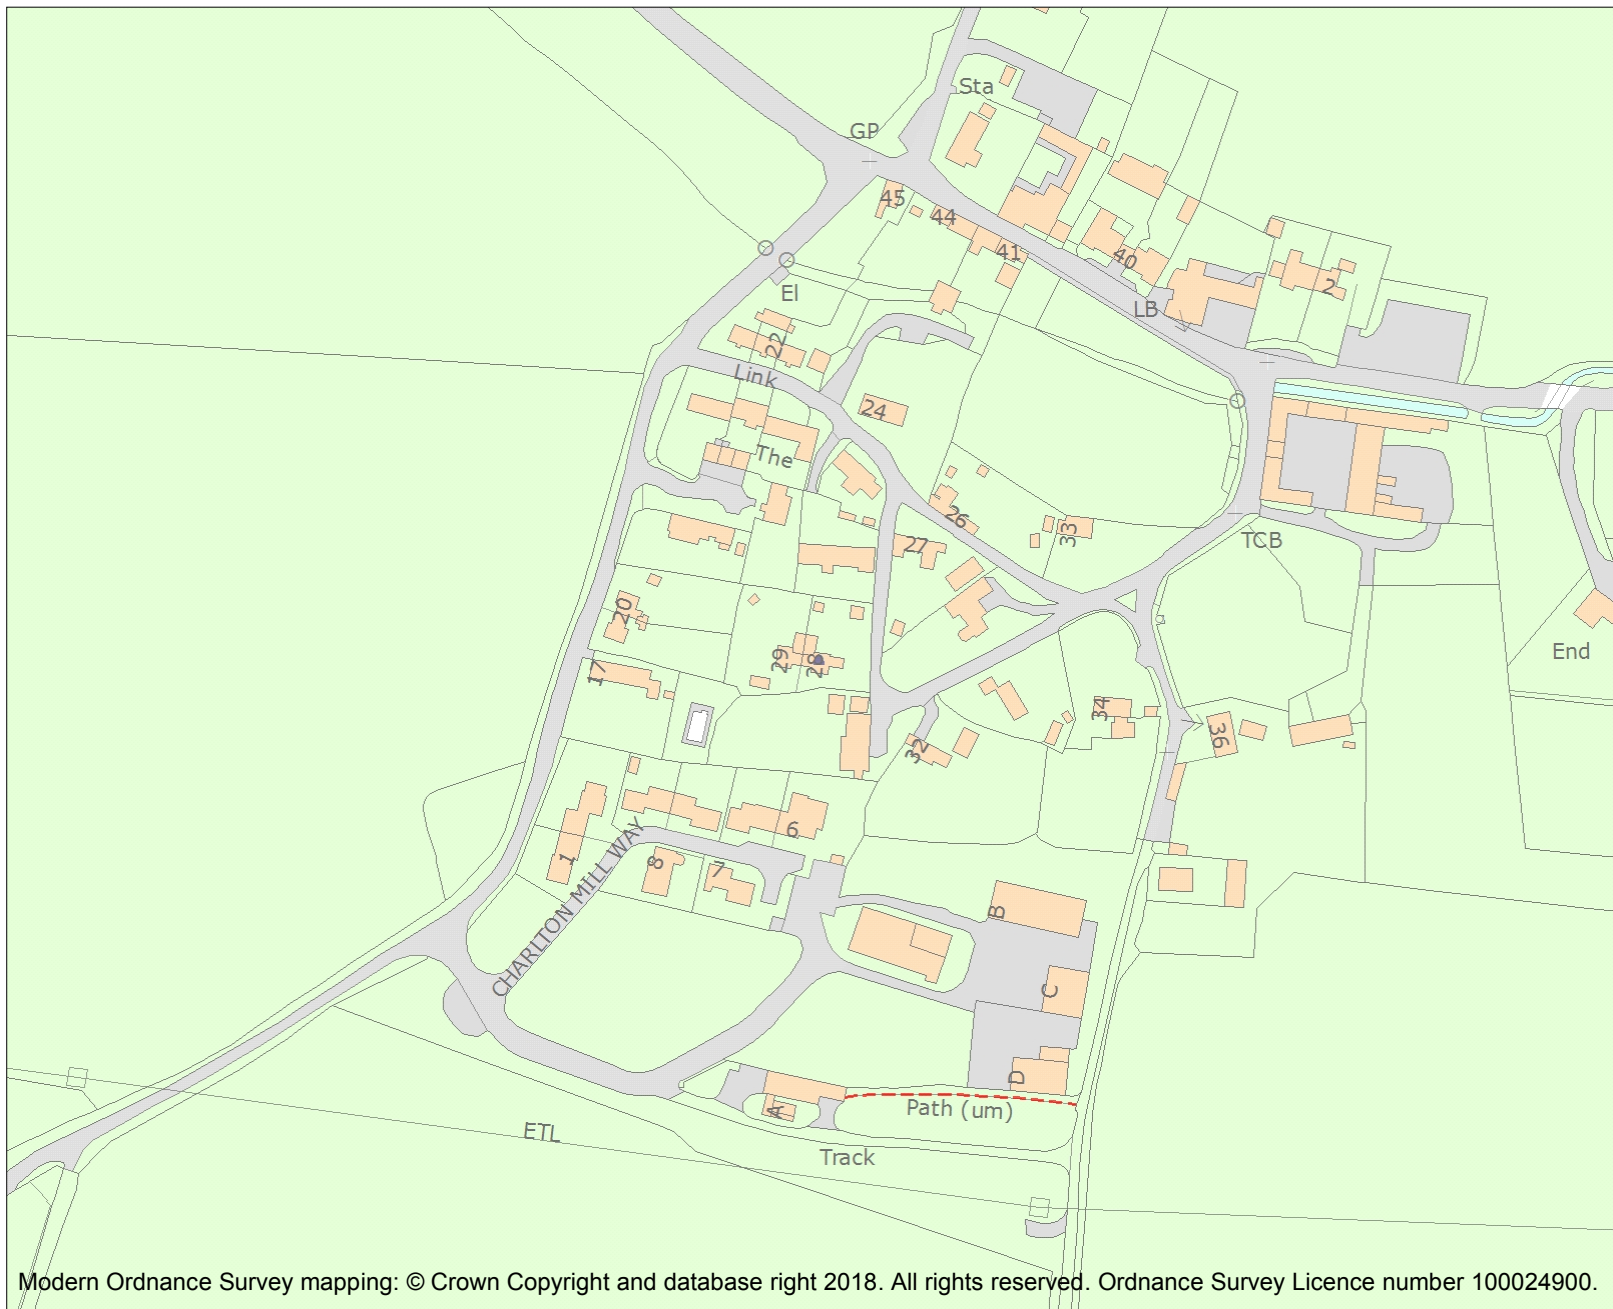 Sta
GP
45
44
41
40
2
El
LB
22
Link
24
The
26
33
27
TCB
20
29
28
End
17
34
36
32
6
1
8
7
CHARLTON MILL WAY
B
C
D
A
Path (um)
ETL
Track
Modern Ordnance Survey mapping: © Crown Copyright and database right 2018. All rights reserved. Ordnance Survey Licence number 100024900.